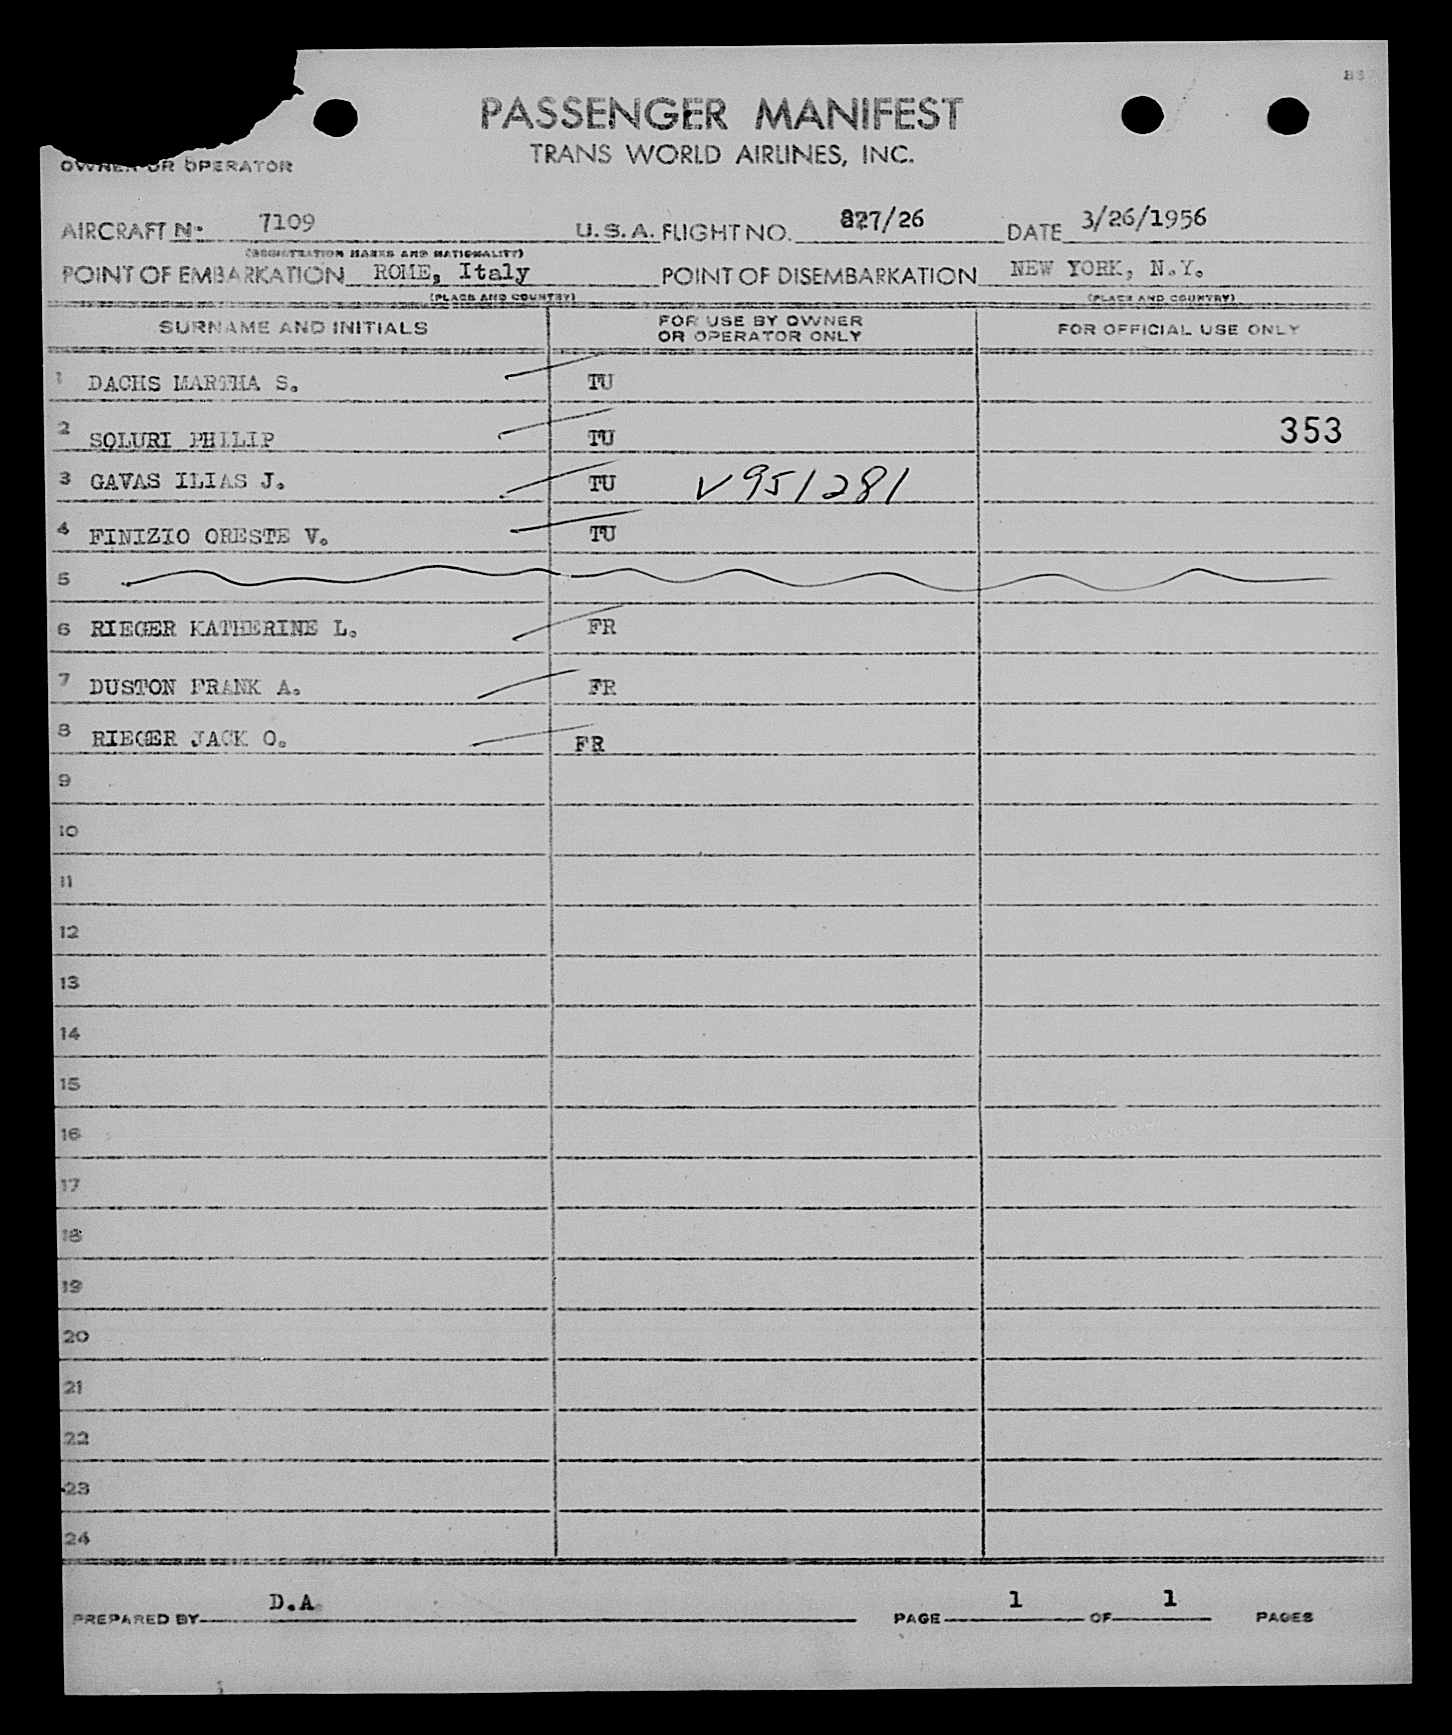 PASSENGER MANIFEST
TRANS WORLD AIRLINES, INC.
OWNER OR OPERATOR
AIRCRAFT N- 7109 U.S.A. FLIGHT NO. 827/26 DATE 3/26/1956
(REGISTRATION MARKS AND NATIONALITY)
POINT OF EMBARKATION ROME, Italy POINT OF DISEMBARKATION NEW YORK, N.Y.
(PLACE AND COUNTRY) (PLACE AND COUNTRY)
SURNAME AND INITIALS FOR USE BY OWNER OR OPERATOR ONLY FOR OFFICIAL USE ONLY
1 DACHS MARTHA S. TU
2 SOLURI PHILIP TU 353
3 GAVAS ILIAS J. TU V951281
4 FINIZIO ORESTE V. TU
5
6 RIEGER KATHERINE L. FR
7 DUSTON FRANK A. FR
8 RIEGER JACK O. FR
9
10
11
12
13
14
15
16
17
18
19
20
21
22
23
24
PREPARED BY D.A. PAGE 1 OF 1 PAGES